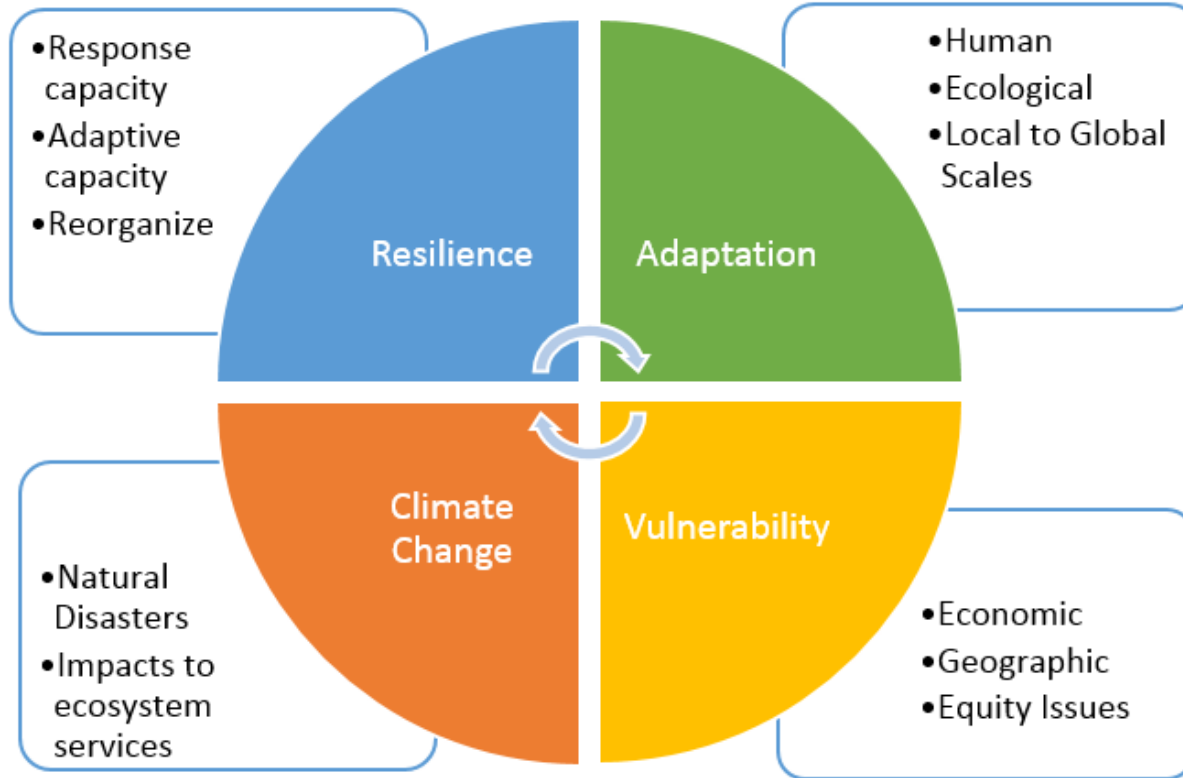 •Response
capacity
•Adaptive
capacity
•Reorganize
Resilience
Adaptation
•Human
•Ecological
•Local to Global
Scales
Climate
Change
Vulnerability
•Natural
Disasters
•Impacts to
ecosystem
services
•Economic
•Geographic
•Equity Issues